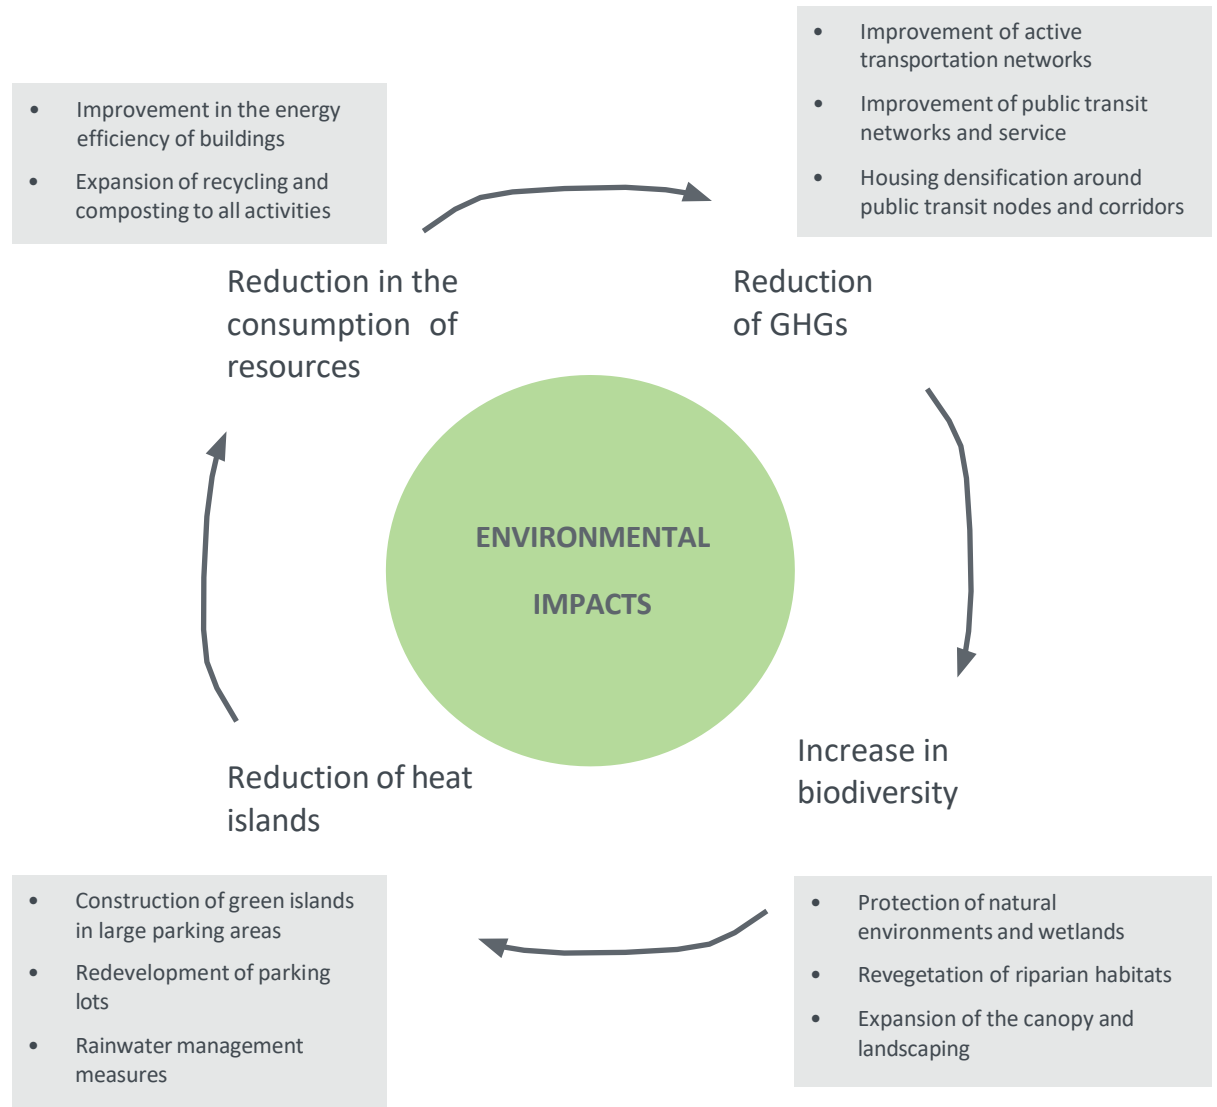 • Improvement in the energy
efficiency of buildings
• Expansion of recycling and
composting to all activities
• Improvement of active
transportation networks
• Improvement of public transit
networks and service
• Housing densification around
public transit nodes and corridors
Reduction in the
consumption of
resources
Reduction
of GHGs
ENVIRONMENTAL
IMPACTS
Reduction of heat
islands
Increase in
biodiversity
• Construction of green islands
in large parking areas
• Redevelopment of parking
lots
• Rainwater management
measures
• Protection of natural
environments and wetlands
• Revegetation of riparian habitats
• Expansion of the canopy and
landscaping